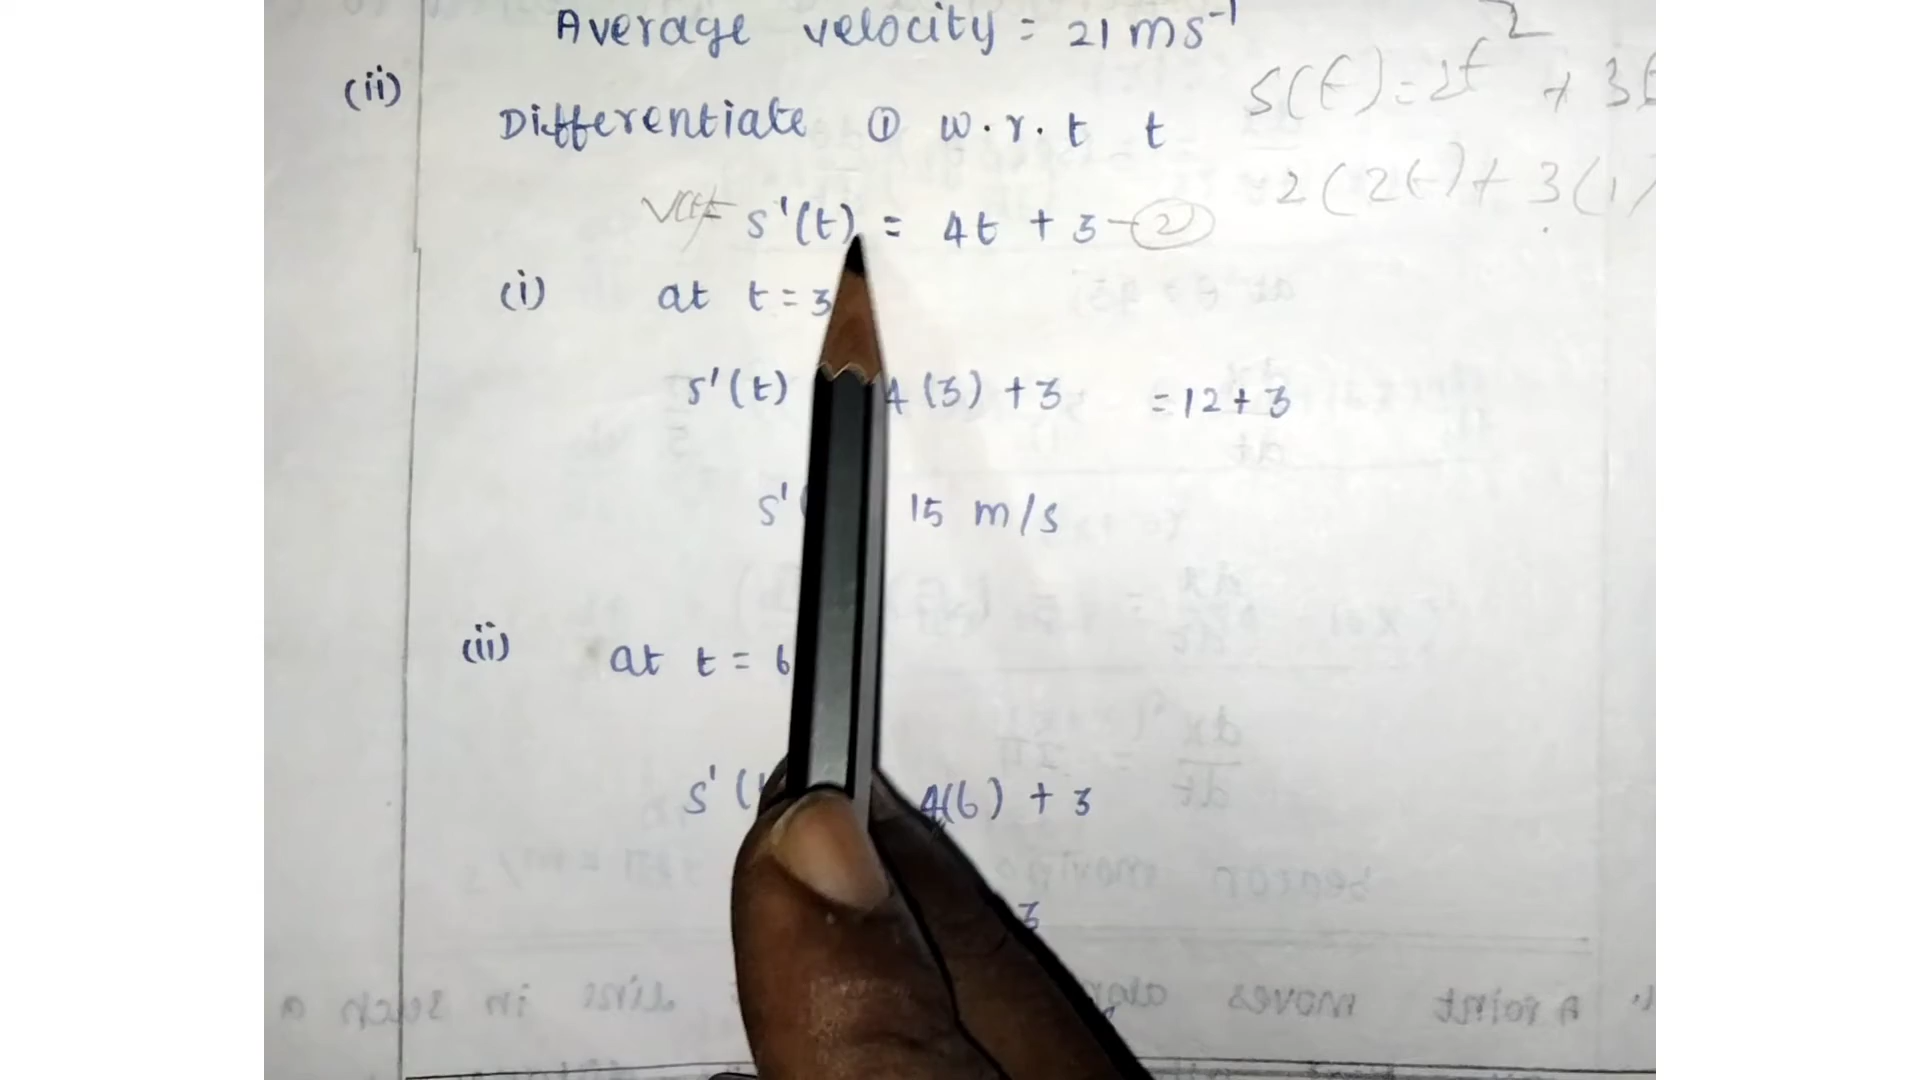 Average velocity = 21 ms⁻¹
s(t) = 2t² + 3t
(ii)
Differentiate ① w.r.t t
2(2t) + 3(1)
V(t) = s'(t) = 4t + 3 - ②
(i) at t = 3
s'(t) 4(3) + 3 = 12 + 3
s'( 15 m/s
(ii) at t = 6
s'(t 4(6) + 3
3